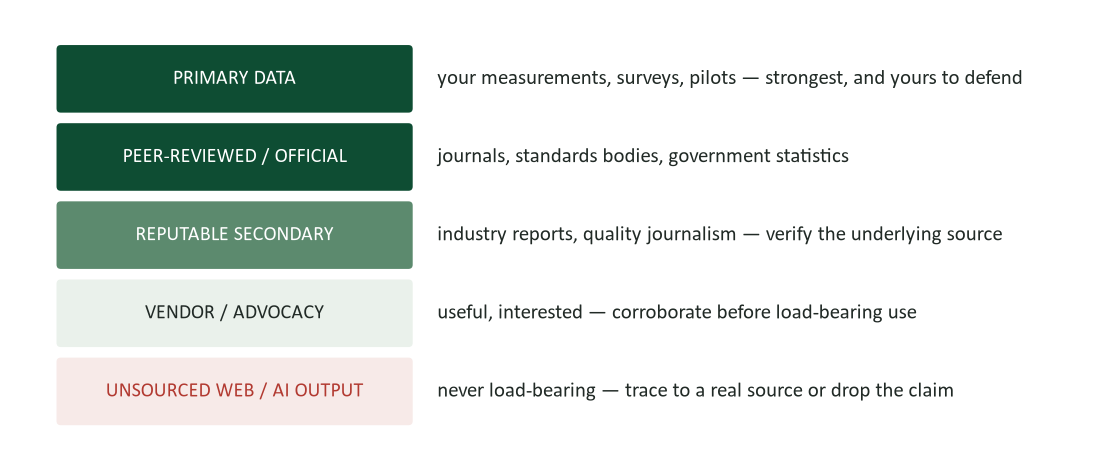 PRIMARY DATA your measurements, surveys, pilots — strongest, and yours to defend
PEER-REVIEWED / OFFICIAL journals, standards bodies, government statistics
REPUTABLE SECONDARY industry reports, quality journalism — verify the underlying source
VENDOR / ADVOCACY useful, interested — corroborate before load-bearing use
UNSOURCED WEB / AI OUTPUT never load-bearing — trace to a real source or drop the claim